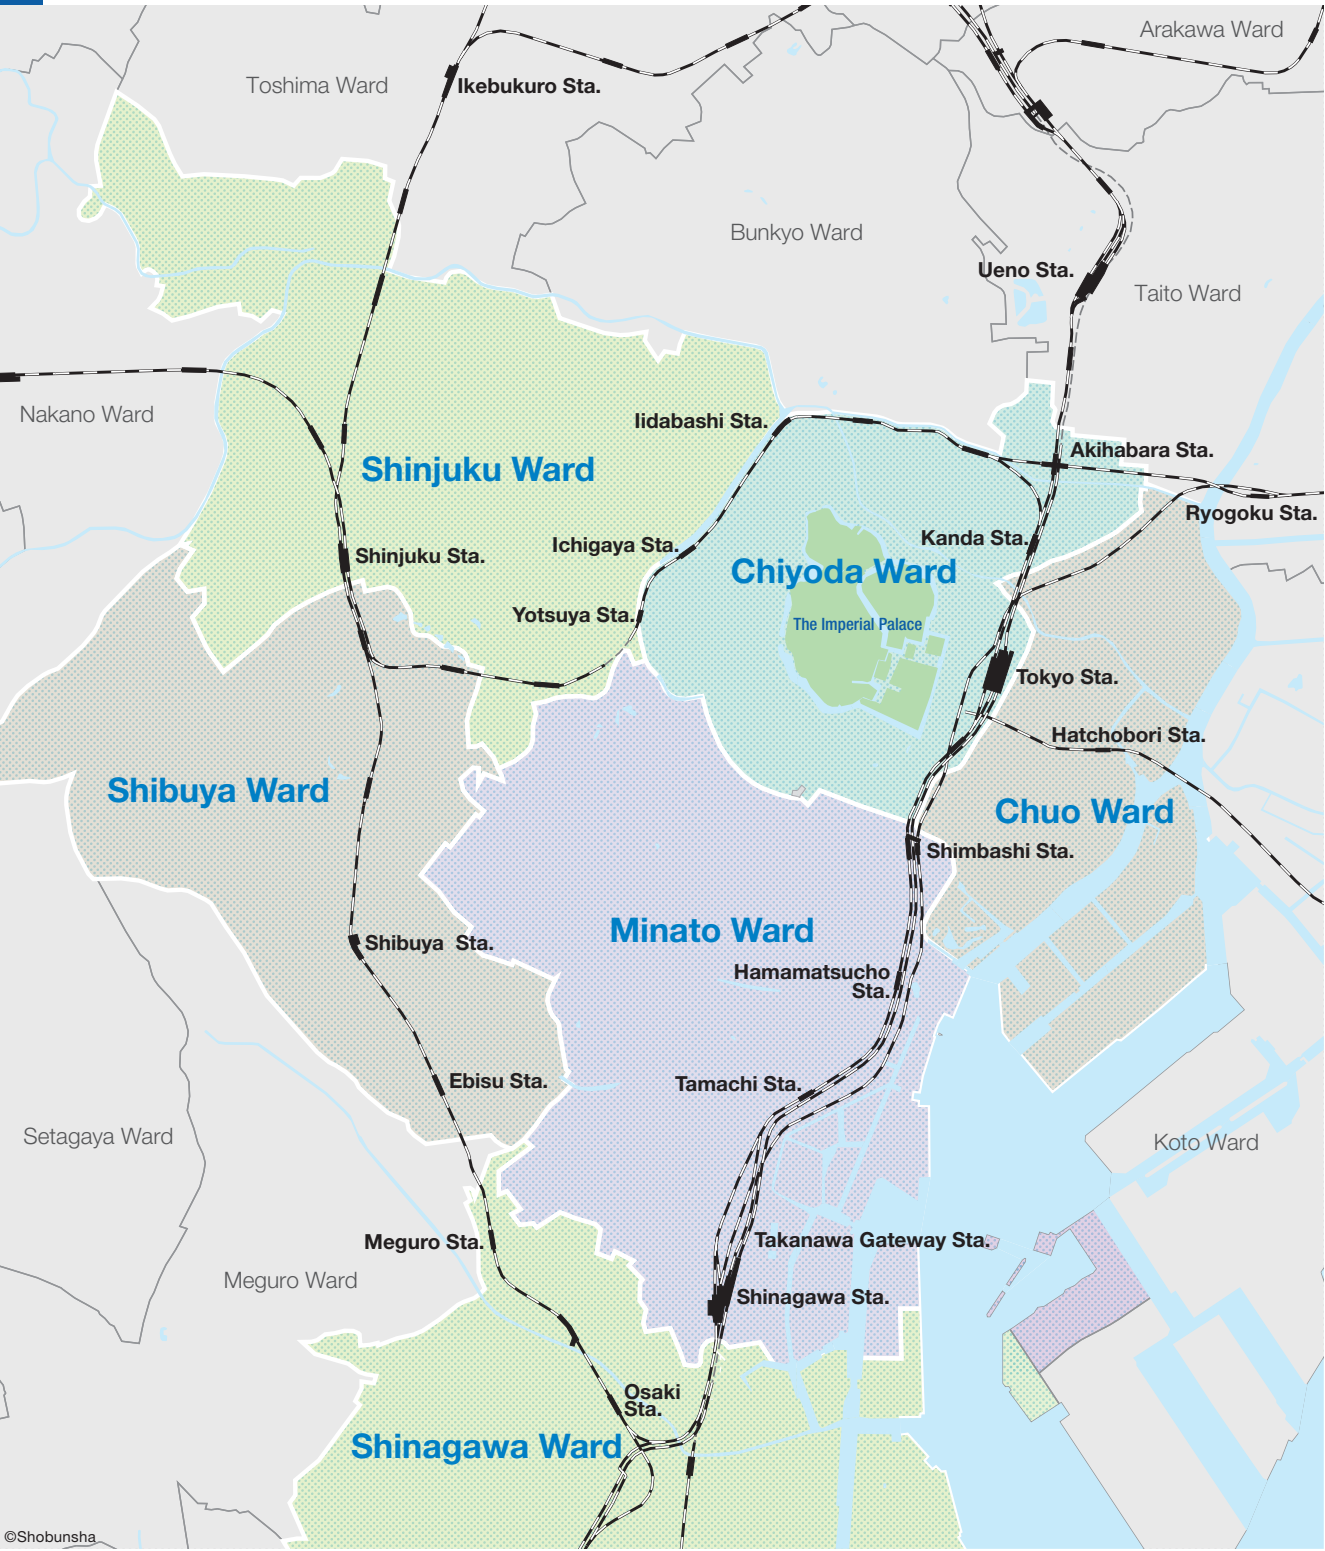 Arakawa Ward
Toshima Ward
Ikebukuro Sta.
Bunkyo Ward
Ueno Sta.
Taito Ward
Nakano Ward
Iidabashi Sta.
Akihabara Sta.
Shinjuku Ward
Ryogoku Sta.
Kanda Sta.
Ichigaya Sta.
Shinjuku Sta.
Chiyoda Ward
Yotsuya Sta.
The Imperial Palace
Tokyo Sta.
Hatchobori Sta.
Shibuya Ward
Chuo Ward
Shimbashi Sta.
Minato Ward
Shibuya Sta.
Hamamatsucho
Sta.
Ebisu Sta.
Tamachi Sta.
Setagaya Ward
Koto Ward
Meguro Sta.
Takanawa Gateway Sta.
Meguro Ward
Shinagawa Sta.
Osaki
Sta.
Shinagawa Ward
©Shobunsha